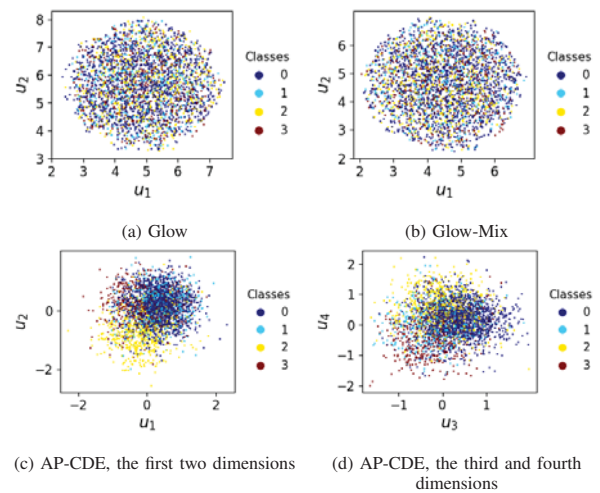 8
7
6
5
4
3
u2
2 3 4 5 6 7
u1
Classes
0
1
2
3
(a) Glow
7
6
5
4
3
2
u2
2 3 4 5 6
u1
Classes
0
1
2
3
(b) Glow-Mix
0
−2
u2
−2 0 2
u1
Classes
0
1
2
3
(c) AP-CDE, the first two dimensions
2
1
0
−1
−2
u4
−1 0 1
u3
Classes
0
1
2
3
(d) AP-CDE, the third and fourth
dimensions